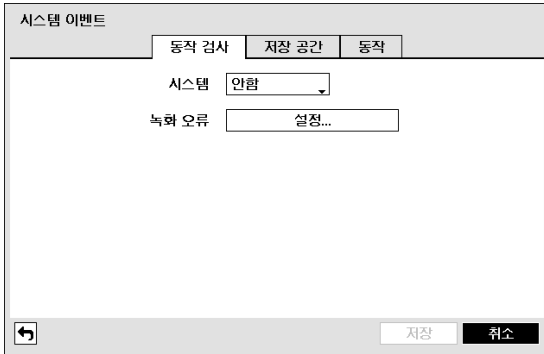 시스템 이벤트
동작 검사 저장 공간 동작
시스템 안함
녹화 오류 설정...
저장 취소